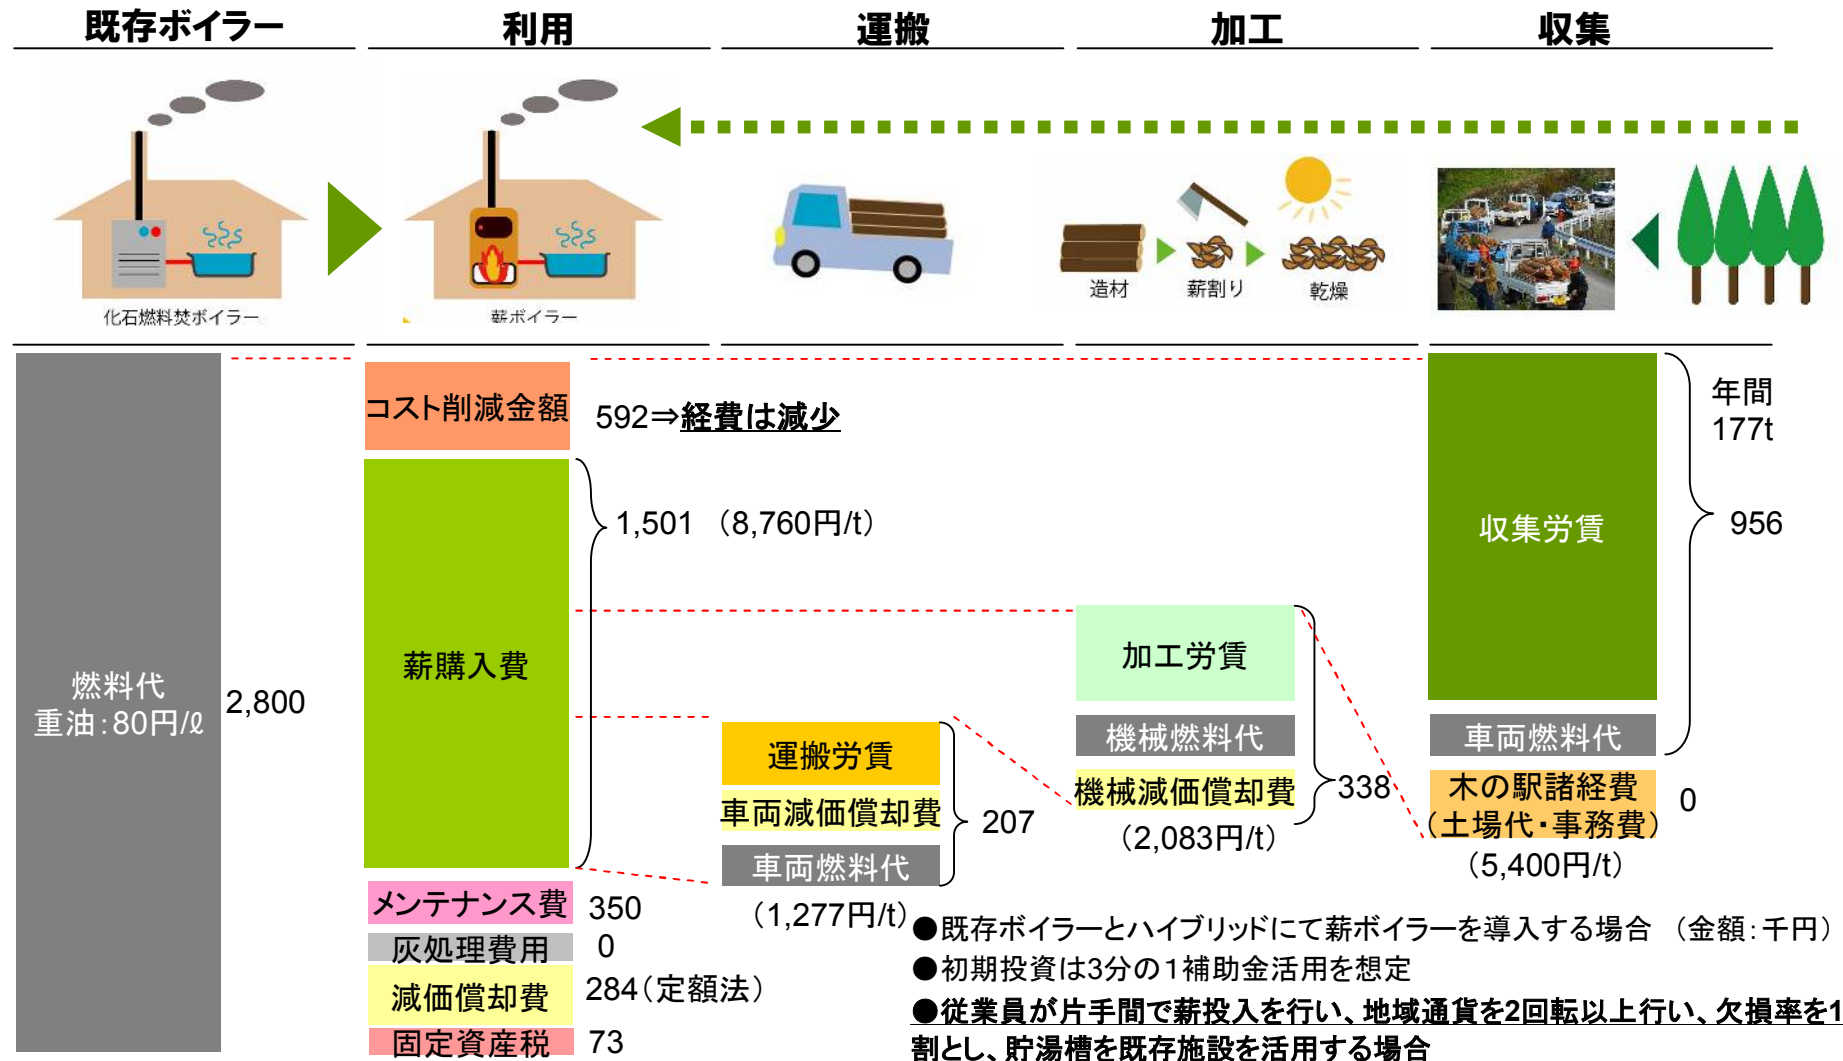 既存ボイラー
利用
運搬
加工
収集
化石燃料焚ボイラー
薪ボイラー
造材
薪割り
乾燥
燃料代
重油：80円/ℓ
2,800
コスト削減金額
592⇒経費は減少
薪購入費
1,501 （8,760円/t）
メンテナンス費
350
灰処理費用
0
減価償却費
284（定額法）
固定資産税
73
運搬労賃
車両減価償却費
車両燃料代
207
（1,277円/t）
加工労賃
機械燃料代
機械減価償却費
338
（2,083円/t）
年間
177t
収集労賃
956
車両燃料代
木の駅諸経費
（土場代・事務費）
0
（5,400円/t）
●既存ボイラーとハイブリッドにて薪ボイラーを導入する場合 （金額：千円）
●初期投資は3分の１補助金活用を想定
●従業員が片手間で薪投入を行い、地域通貨を2回転以上行い、欠損率を1
割とし、貯湯槽を既存施設を活用する場合